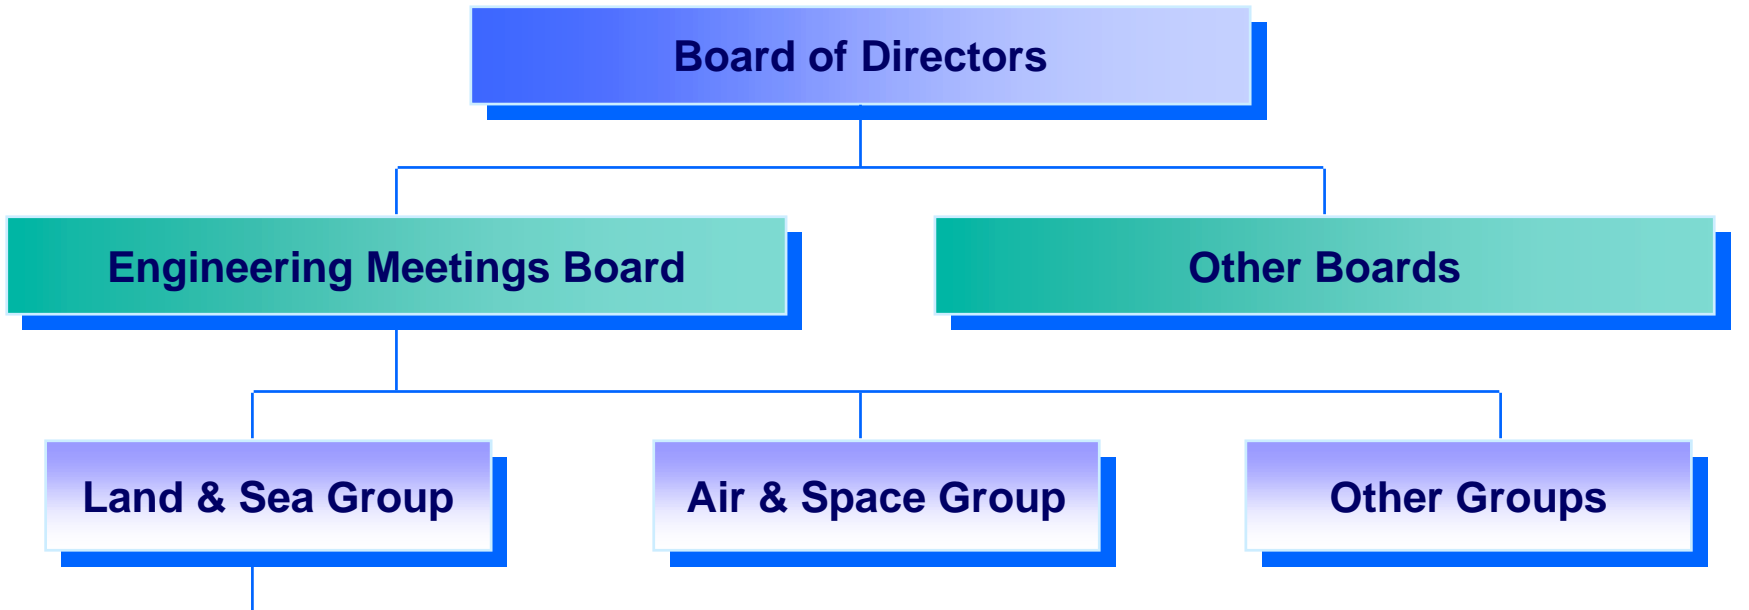 Board of Directors
Engineering Meetings Board
Other Boards
Land & Sea Group
Air & Space Group
Other Groups